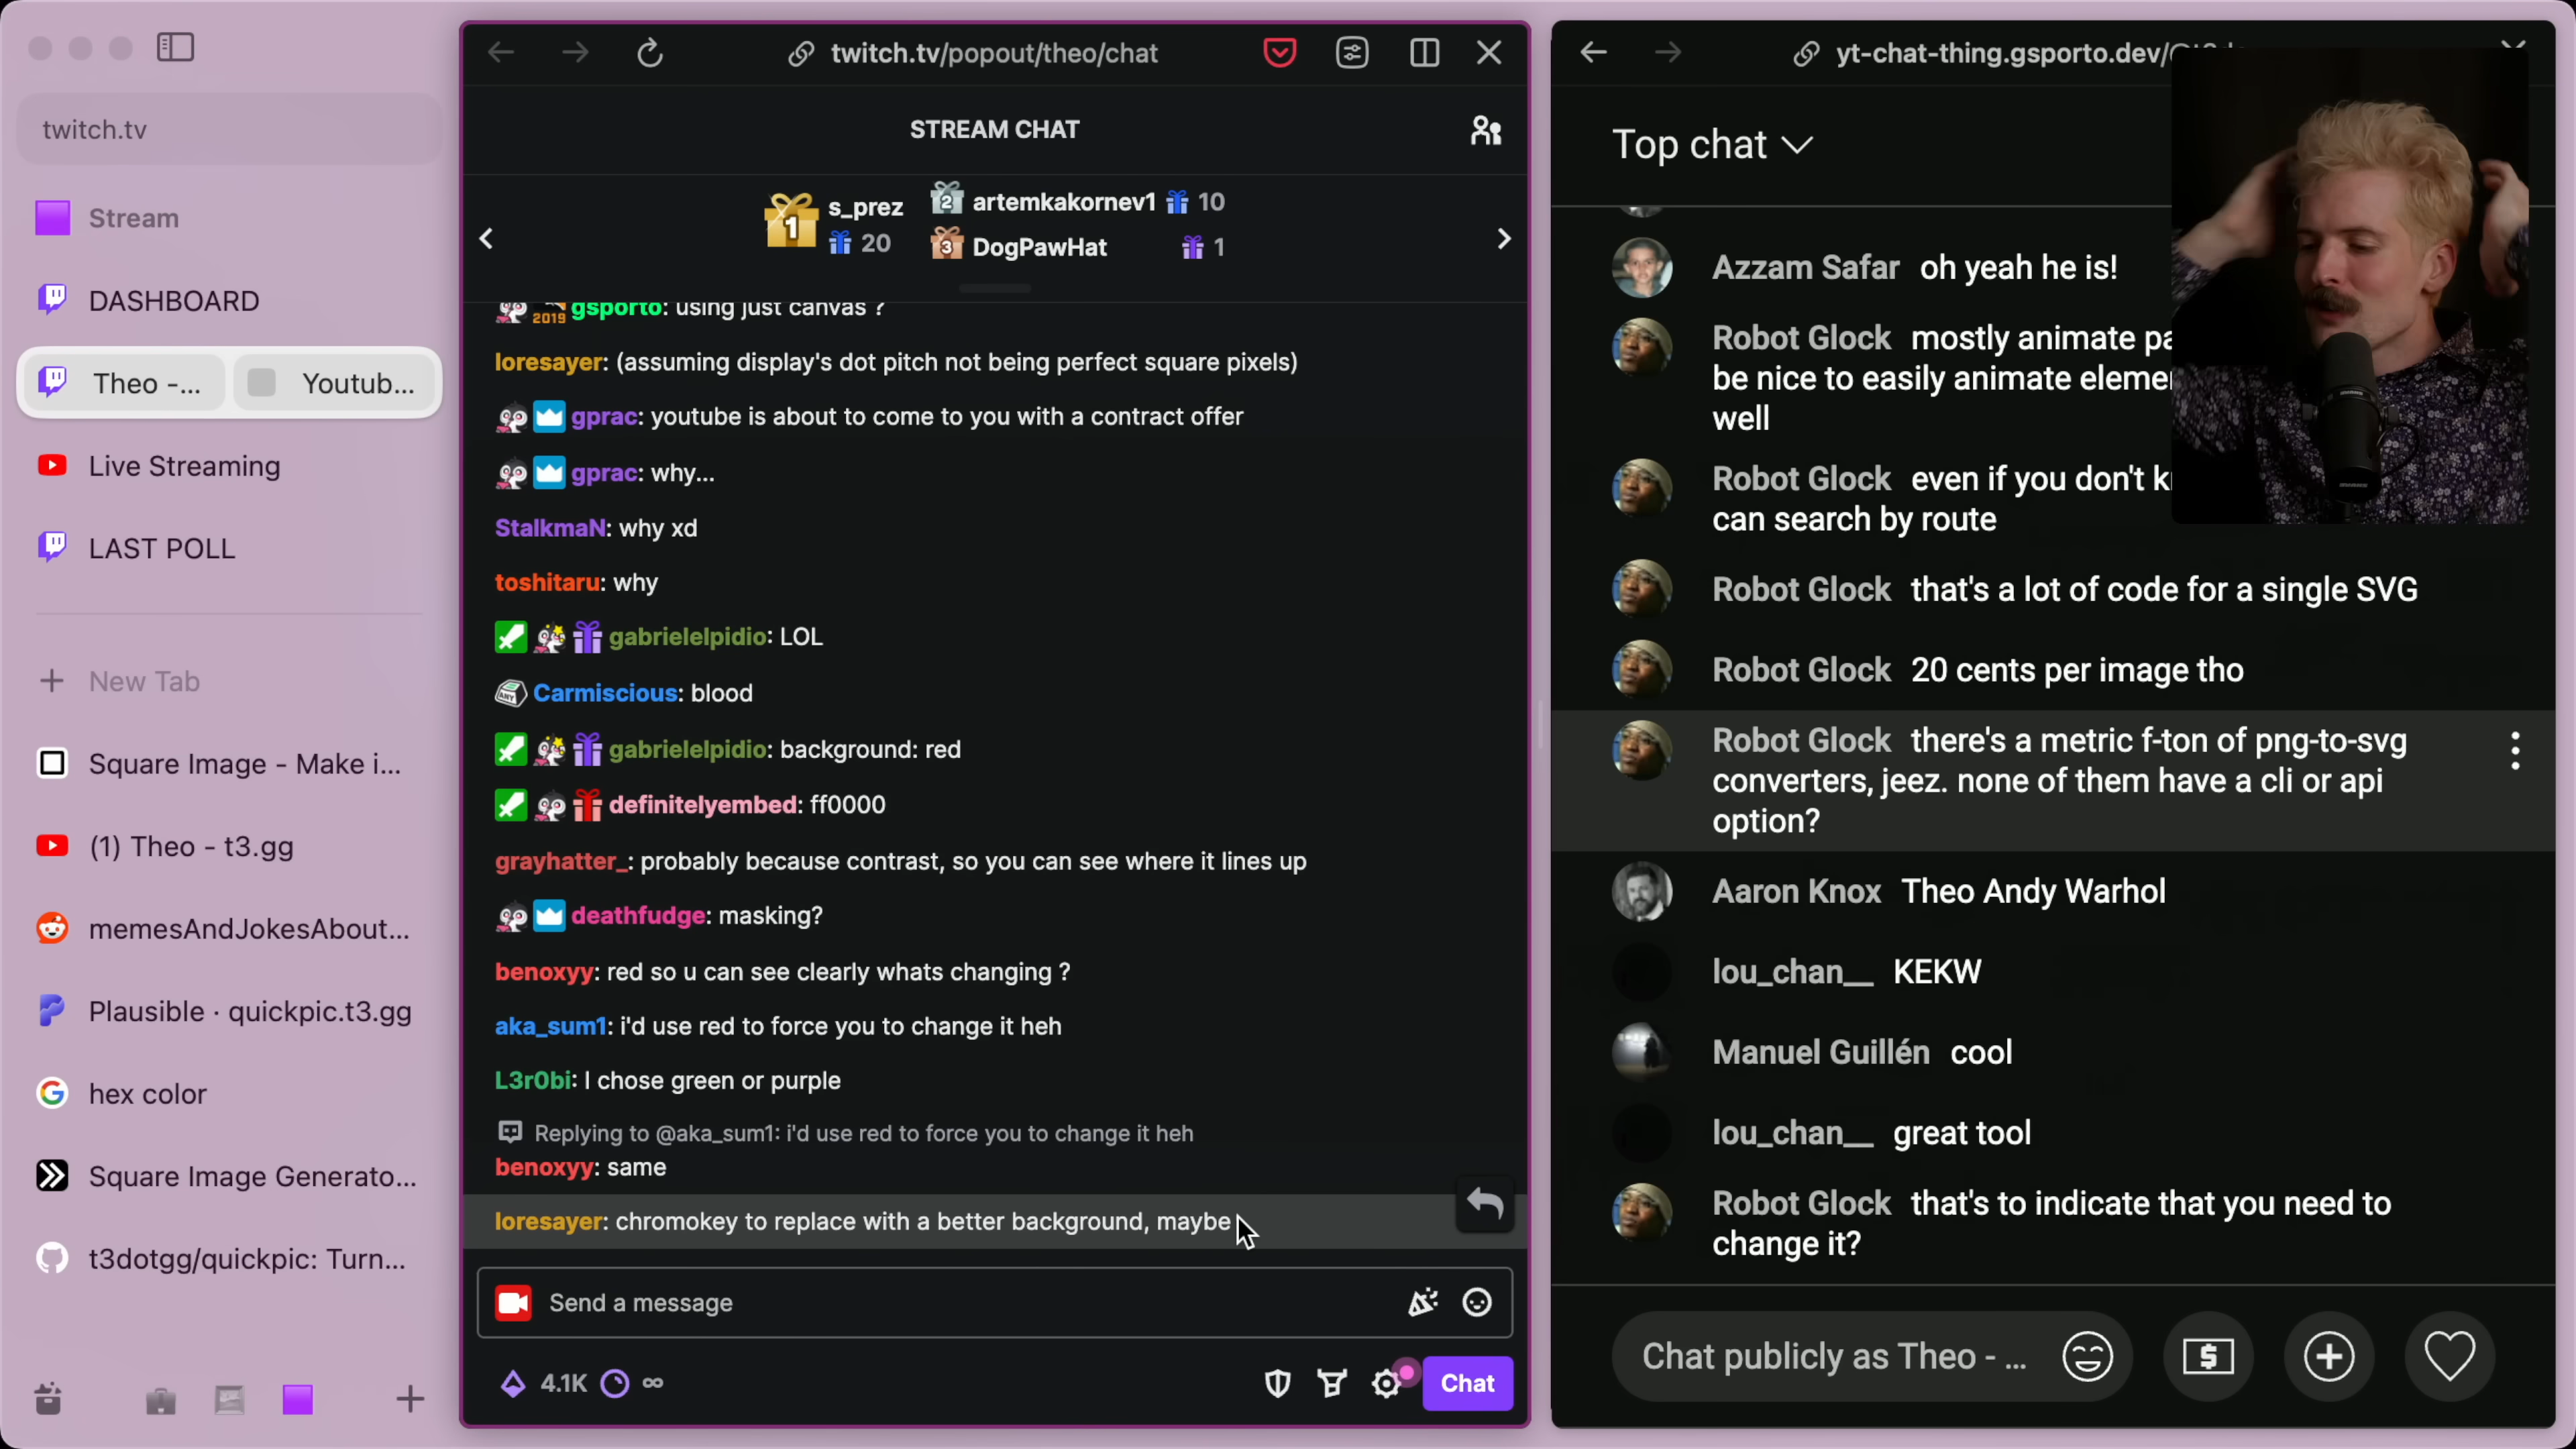 twitch.tv
Stream
DASHBOARD
Theo -...
Youtub...
Live Streaming
LAST POLL
New Tab
Square Image - Make i...
(1) Theo - t3.gg
memesAndJokesAbout...
Plausible · quickpic.t3.gg
hex color
Square Image Generato...
t3dotgg/quickpic: Turn...
twitch.tv/popout/theo/chat
STREAM CHAT
1 s_prez 20
2 artemkakornev1 10
3 DogPawHat 1
2019 gsporto: using just canvas ?
loresayer: (assuming display's dot pitch not being perfect square pixels)
gprac: youtube is about to come to you with a contract offer
gprac: why...
StalkmaN: why xd
toshitaru: why
gabrielelpidio: LOL
Carmiscious: blood
gabrielelpidio: background: red
definitelyembed: ff0000
grayhatter_: probably because contrast, so you can see where it lines up
deathfudge: masking?
benoxyy: red so u can see clearly whats changing ?
aka_sum1: i'd use red to force you to change it heh
L3r0bi: I chose green or purple
Replying to @aka_sum1: i'd use red to force you to change it heh
benoxyy: same
loresayer: chromokey to replace with a better background, maybe
Send a message
4.1K ∞
Chat
yt-chat-thing.gsporto.dev/
Top chat
Azzam Safar oh yeah he is!
Robot Glock mostly animate pa
be nice to easily animate eleme
well
Robot Glock even if you don't k
can search by route
Robot Glock that's a lot of code for a single SVG
Robot Glock 20 cents per image tho
Robot Glock there's a metric f-ton of png-to-svg
converters, jeez. none of them have a cli or api
option?
Aaron Knox Theo Andy Warhol
lou_chan__ KEKW
Manuel Guillén cool
lou_chan__ great tool
Robot Glock that's to indicate that you need to
change it?
Chat publicly as Theo - ...